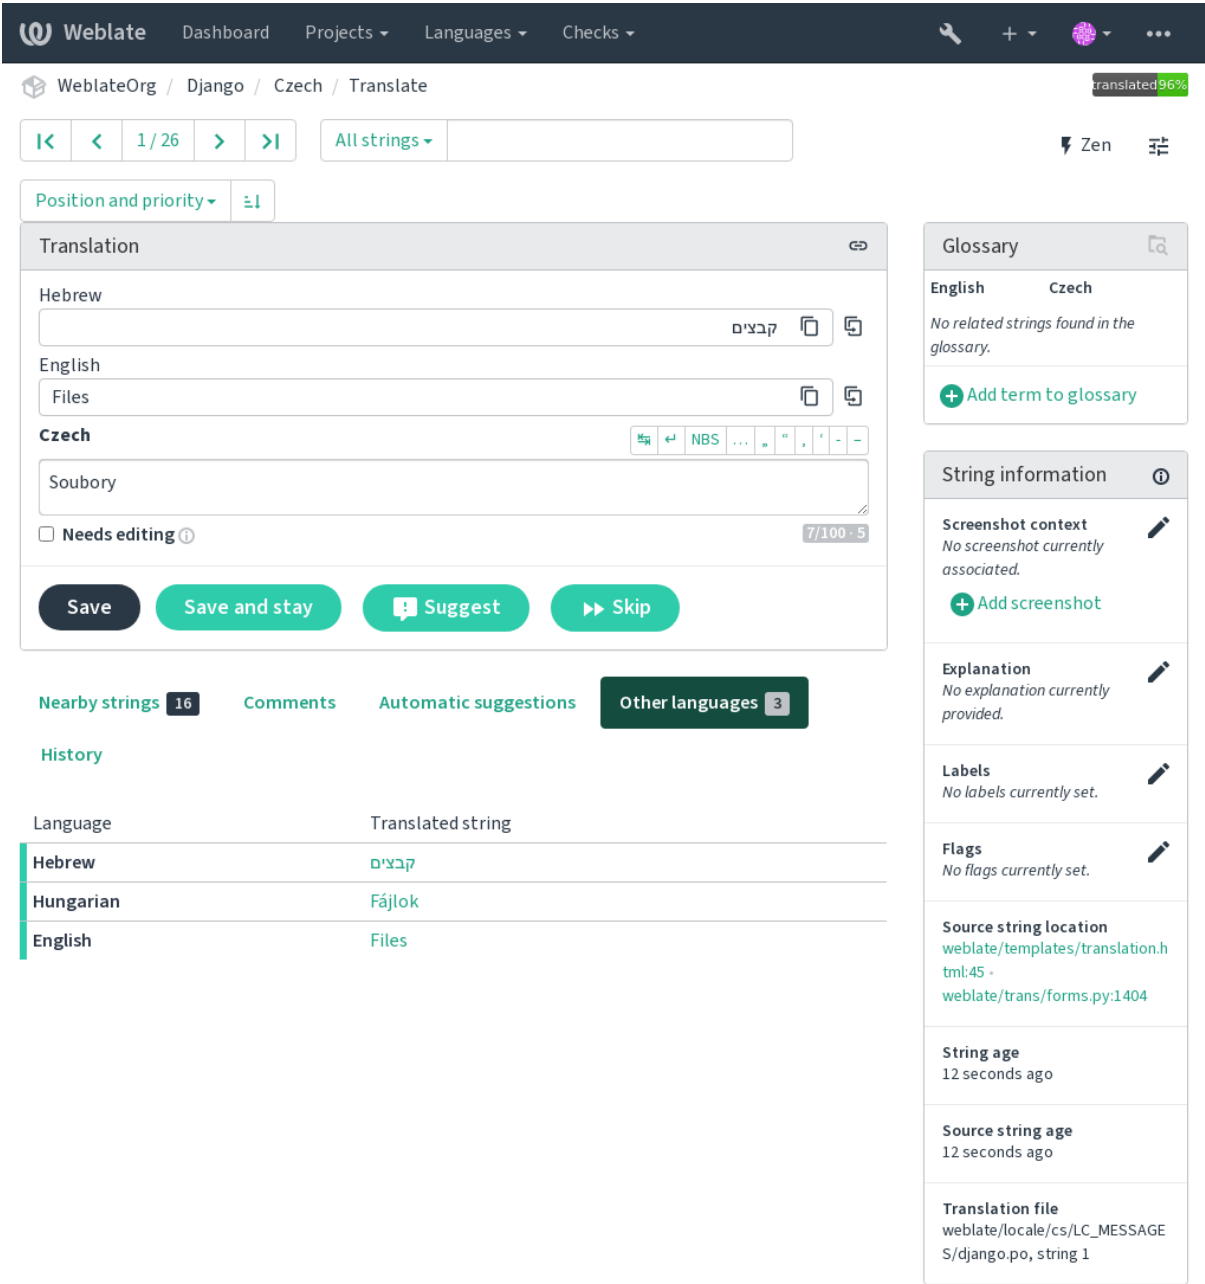 Weblate Dashboard Projects Languages Checks
WeblateOrg / Django / Czech / Translate
translated 96%
1 / 26
All strings
Zen
Position and priority
Translation
Hebrew
קבצים
English
Files
Czech
NBS … „ “ ‚ ‘ - –
Soubory
Needs editing
7/100 · 5
Save
Save and stay
Suggest
Skip
Nearby strings 16
Comments
Automatic suggestions
Other languages 3
History
Language Translated string
Hebrew קבצים
Hungarian Fájlok
English Files
Glossary
English Czech
No related strings found in the
glossary.
Add term to glossary
String information
Screenshot context
No screenshot currently
associated.
Add screenshot
Explanation
No explanation currently
provided.
Labels
No labels currently set.
Flags
No flags currently set.
Source string location
weblate/templates/translation.h
tml:45 •
weblate/trans/forms.py:1404
String age
12 seconds ago
Source string age
12 seconds ago
Translation file
weblate/locale/cs/LC_MESSAGE
S/django.po, string 1